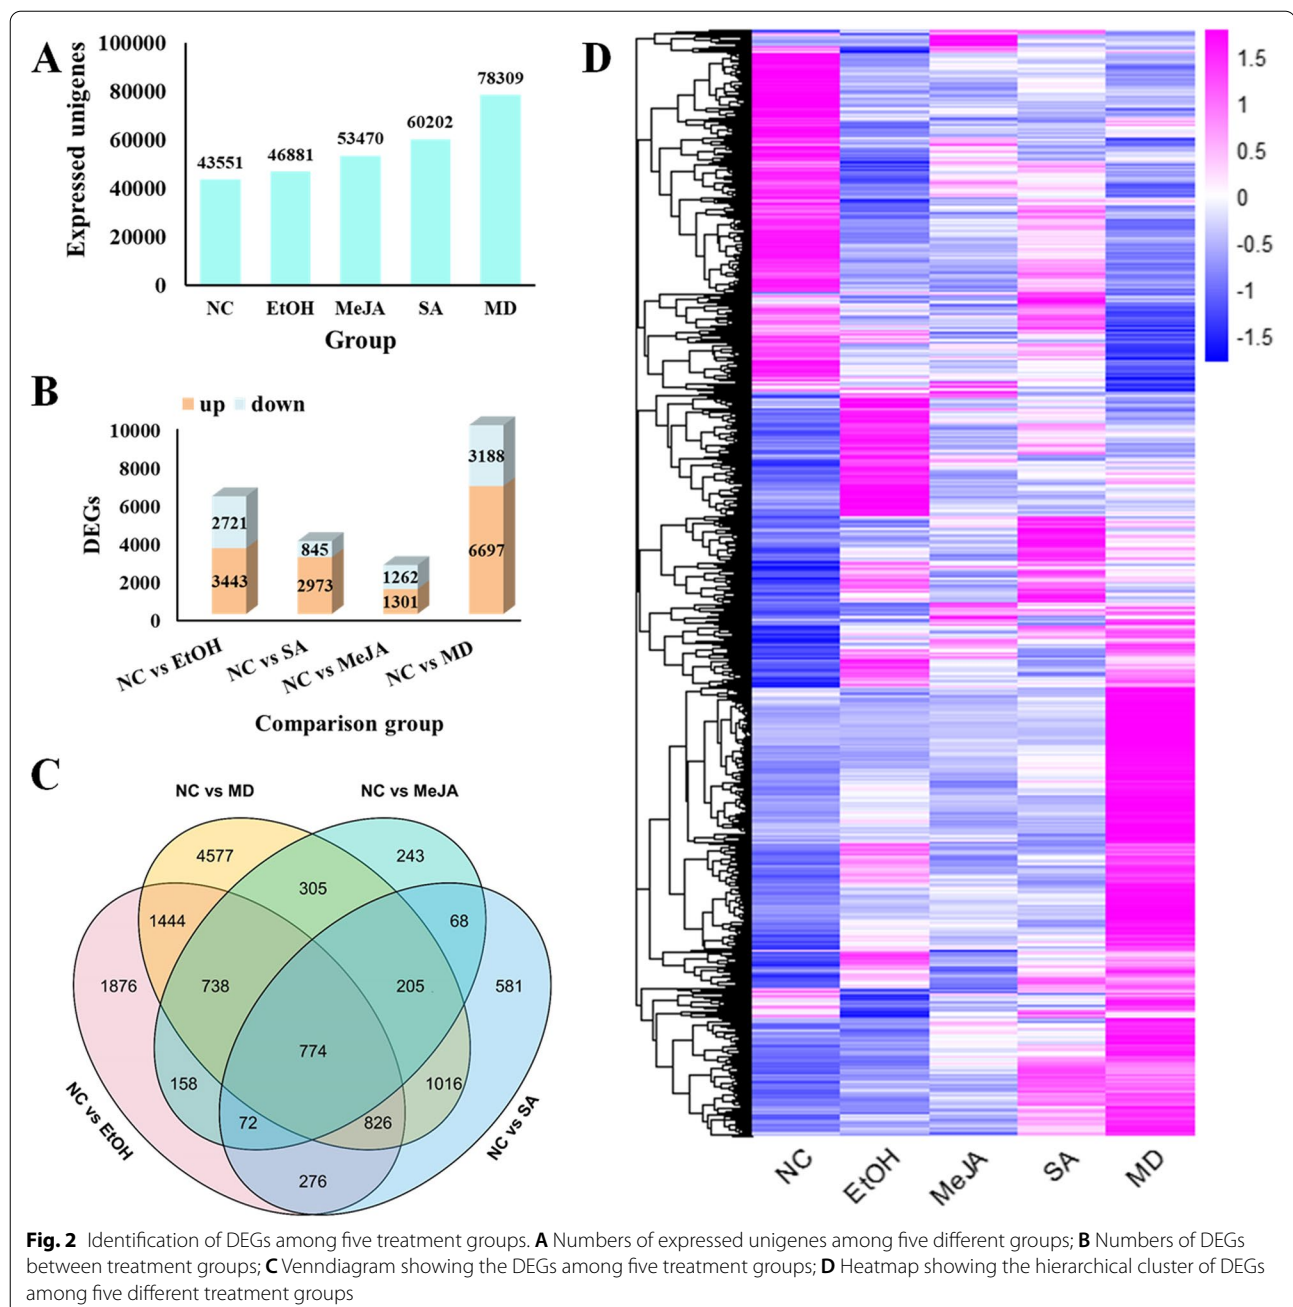 A
Expressed unigenes
100000
80000
60000
40000
20000
0
43551
46881
53470
60202
78309
NC EtOH MeJA SA MD
Group
B
up down
DEGs
10000
8000
6000
4000
2000
0
2721
3443
845
2973
1262
1301
3188
6697
NC vs EtOH
NC vs SA
NC vs MeJA
NC vs MD
Comparison group
C
NC vs MD NC vs MeJA
4577 243
305
1444 68
1876 738 205 581
774
158 1016
72 826
276
NC vs EtOH
NC vs SA
D
1.5
1
0.5
0
-0.5
-1
-1.5
NC
EtOH
MeJA
SA
MD
Fig. 2 Identification of DEGs among five treatment groups. A Numbers of expressed unigenes among five different groups; B Numbers of DEGs
between treatment groups; C Venndiagram showing the DEGs among five treatment groups; D Heatmap showing the hierarchical cluster of DEGs
among five different treatment groups